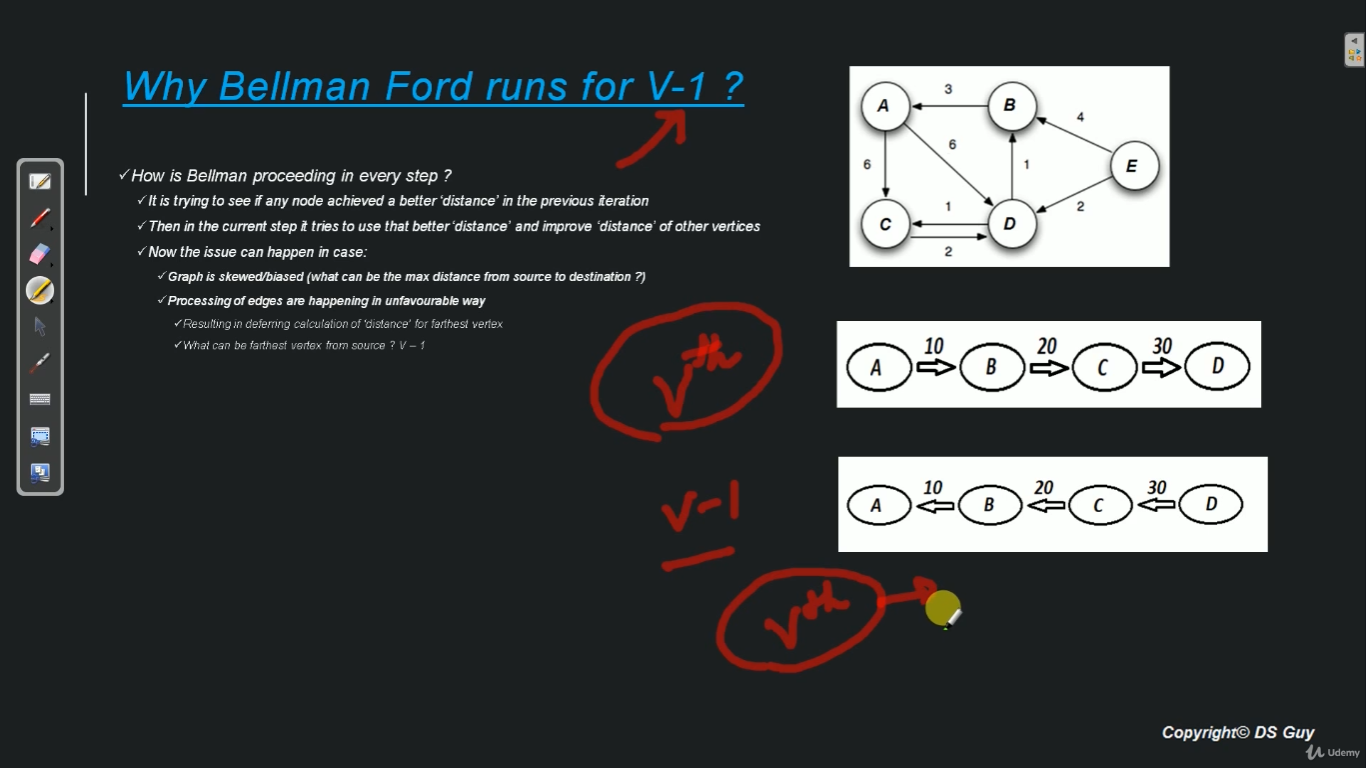 Why Bellman Ford runs for V-1 ?
✓How is Bellman proceeding in every step ?
✓It is trying to see if any node achieved a better 'distance' in the previous iteration
✓Then in the current step it tries to use that better 'distance' and improve 'distance' of other vertices
✓Now the issue can happen in case:
✓Graph is skewed/biased (what can be the max distance from source to destination ?)
✓Processing of edges are happening in unfavourable way
✓Resulting in deferring calculation of 'distance' for farthest vertex
✓What can be farthest vertex from source ? V – 1
Vth
V-1
Vth
A 3 B
4
6 6 1 E
1 2
C D
2
10 20 30
A B C D
10 20 30
A B C D
Copyright© DS Guy
Udemy